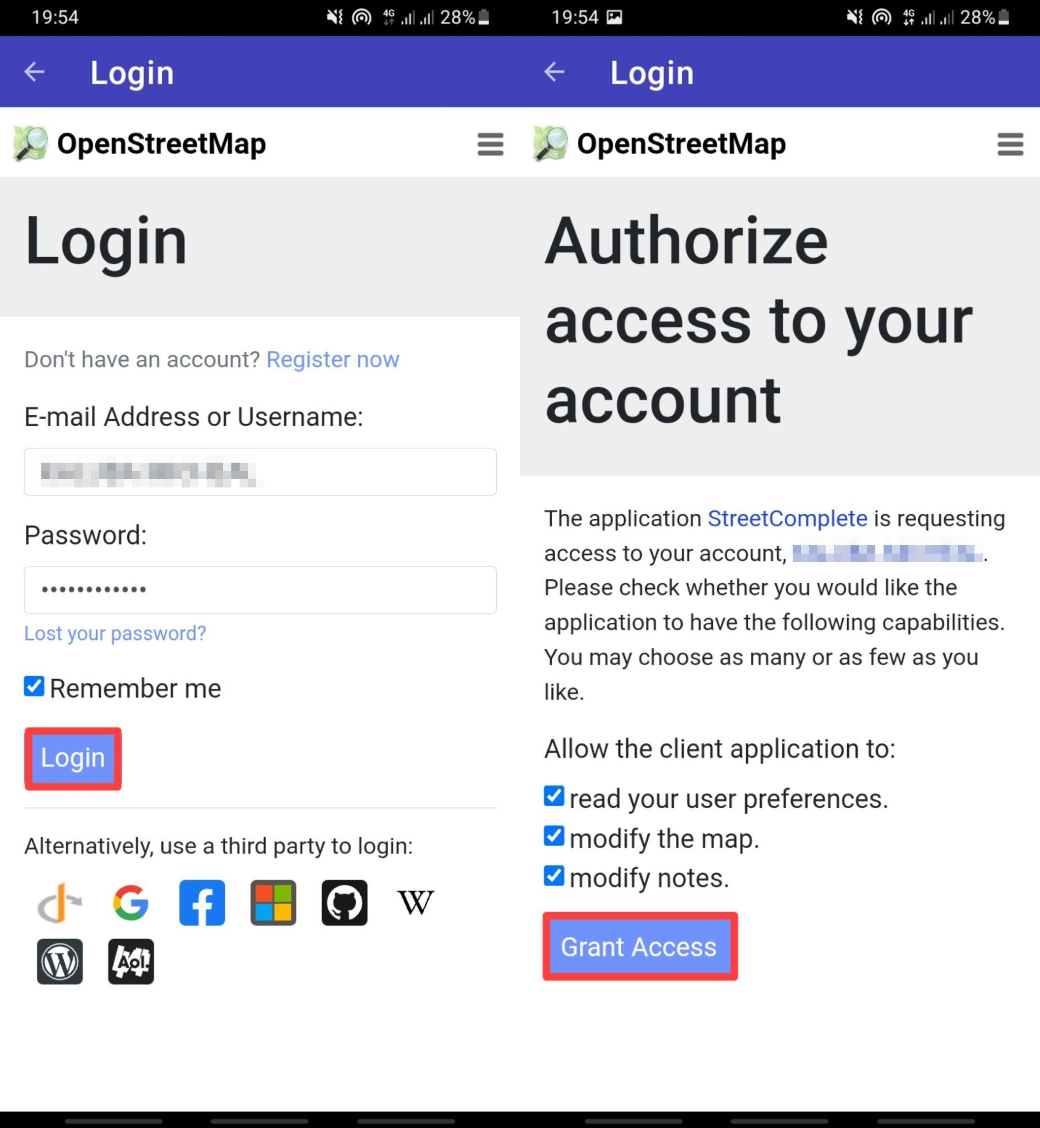 19:54
4G
28%
Login
OpenStreetMap
Login
Don't have an account? Register now
E-mail Address or Username:
Password:
••••••••••••
Lost your password?
Remember me
Login
Alternatively, use a third party to login:
W
Aol.
19:54
4G
28%
Login
OpenStreetMap
Authorize
access to your
account
The application StreetComplete is requesting
access to your account, .
Please check whether you would like the
application to have the following capabilities.
You may choose as many or as few as you
like.
Allow the client application to:
read your user preferences.
modify the map.
modify notes.
Grant Access